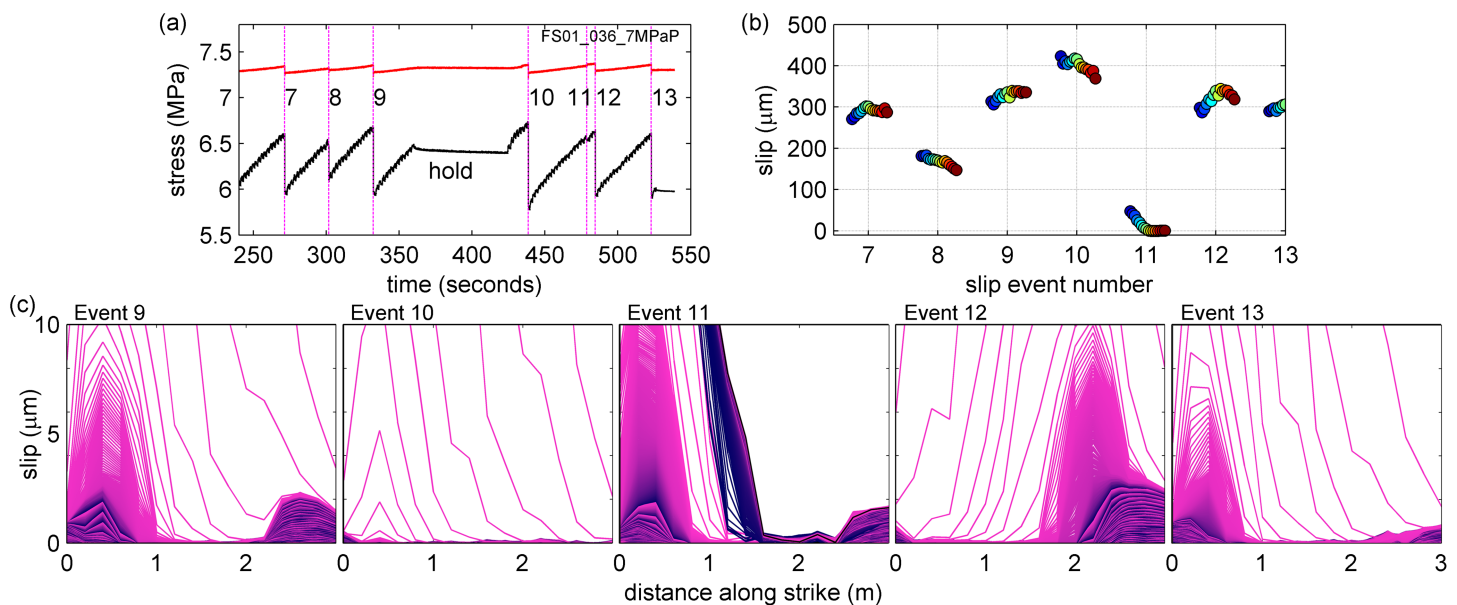 (a)
FS01_036_7MPaP
7.5
7
6.5
6
5.5
stress (MPa)
7
8
9
10
11
12
13
hold
250
300
350
400
450
500
550
time (seconds)
(b)
500
400
300
200
100
0
slip (μm)
7
8
9
10
11
12
13
slip event number
(c)
Event 9
Event 10
Event 11
Event 12
Event 13
10
5
0
slip (μm)
0 1 2 0 1 2 0 1 2 0 1 2 0 1 2 3
distance along strike (m)